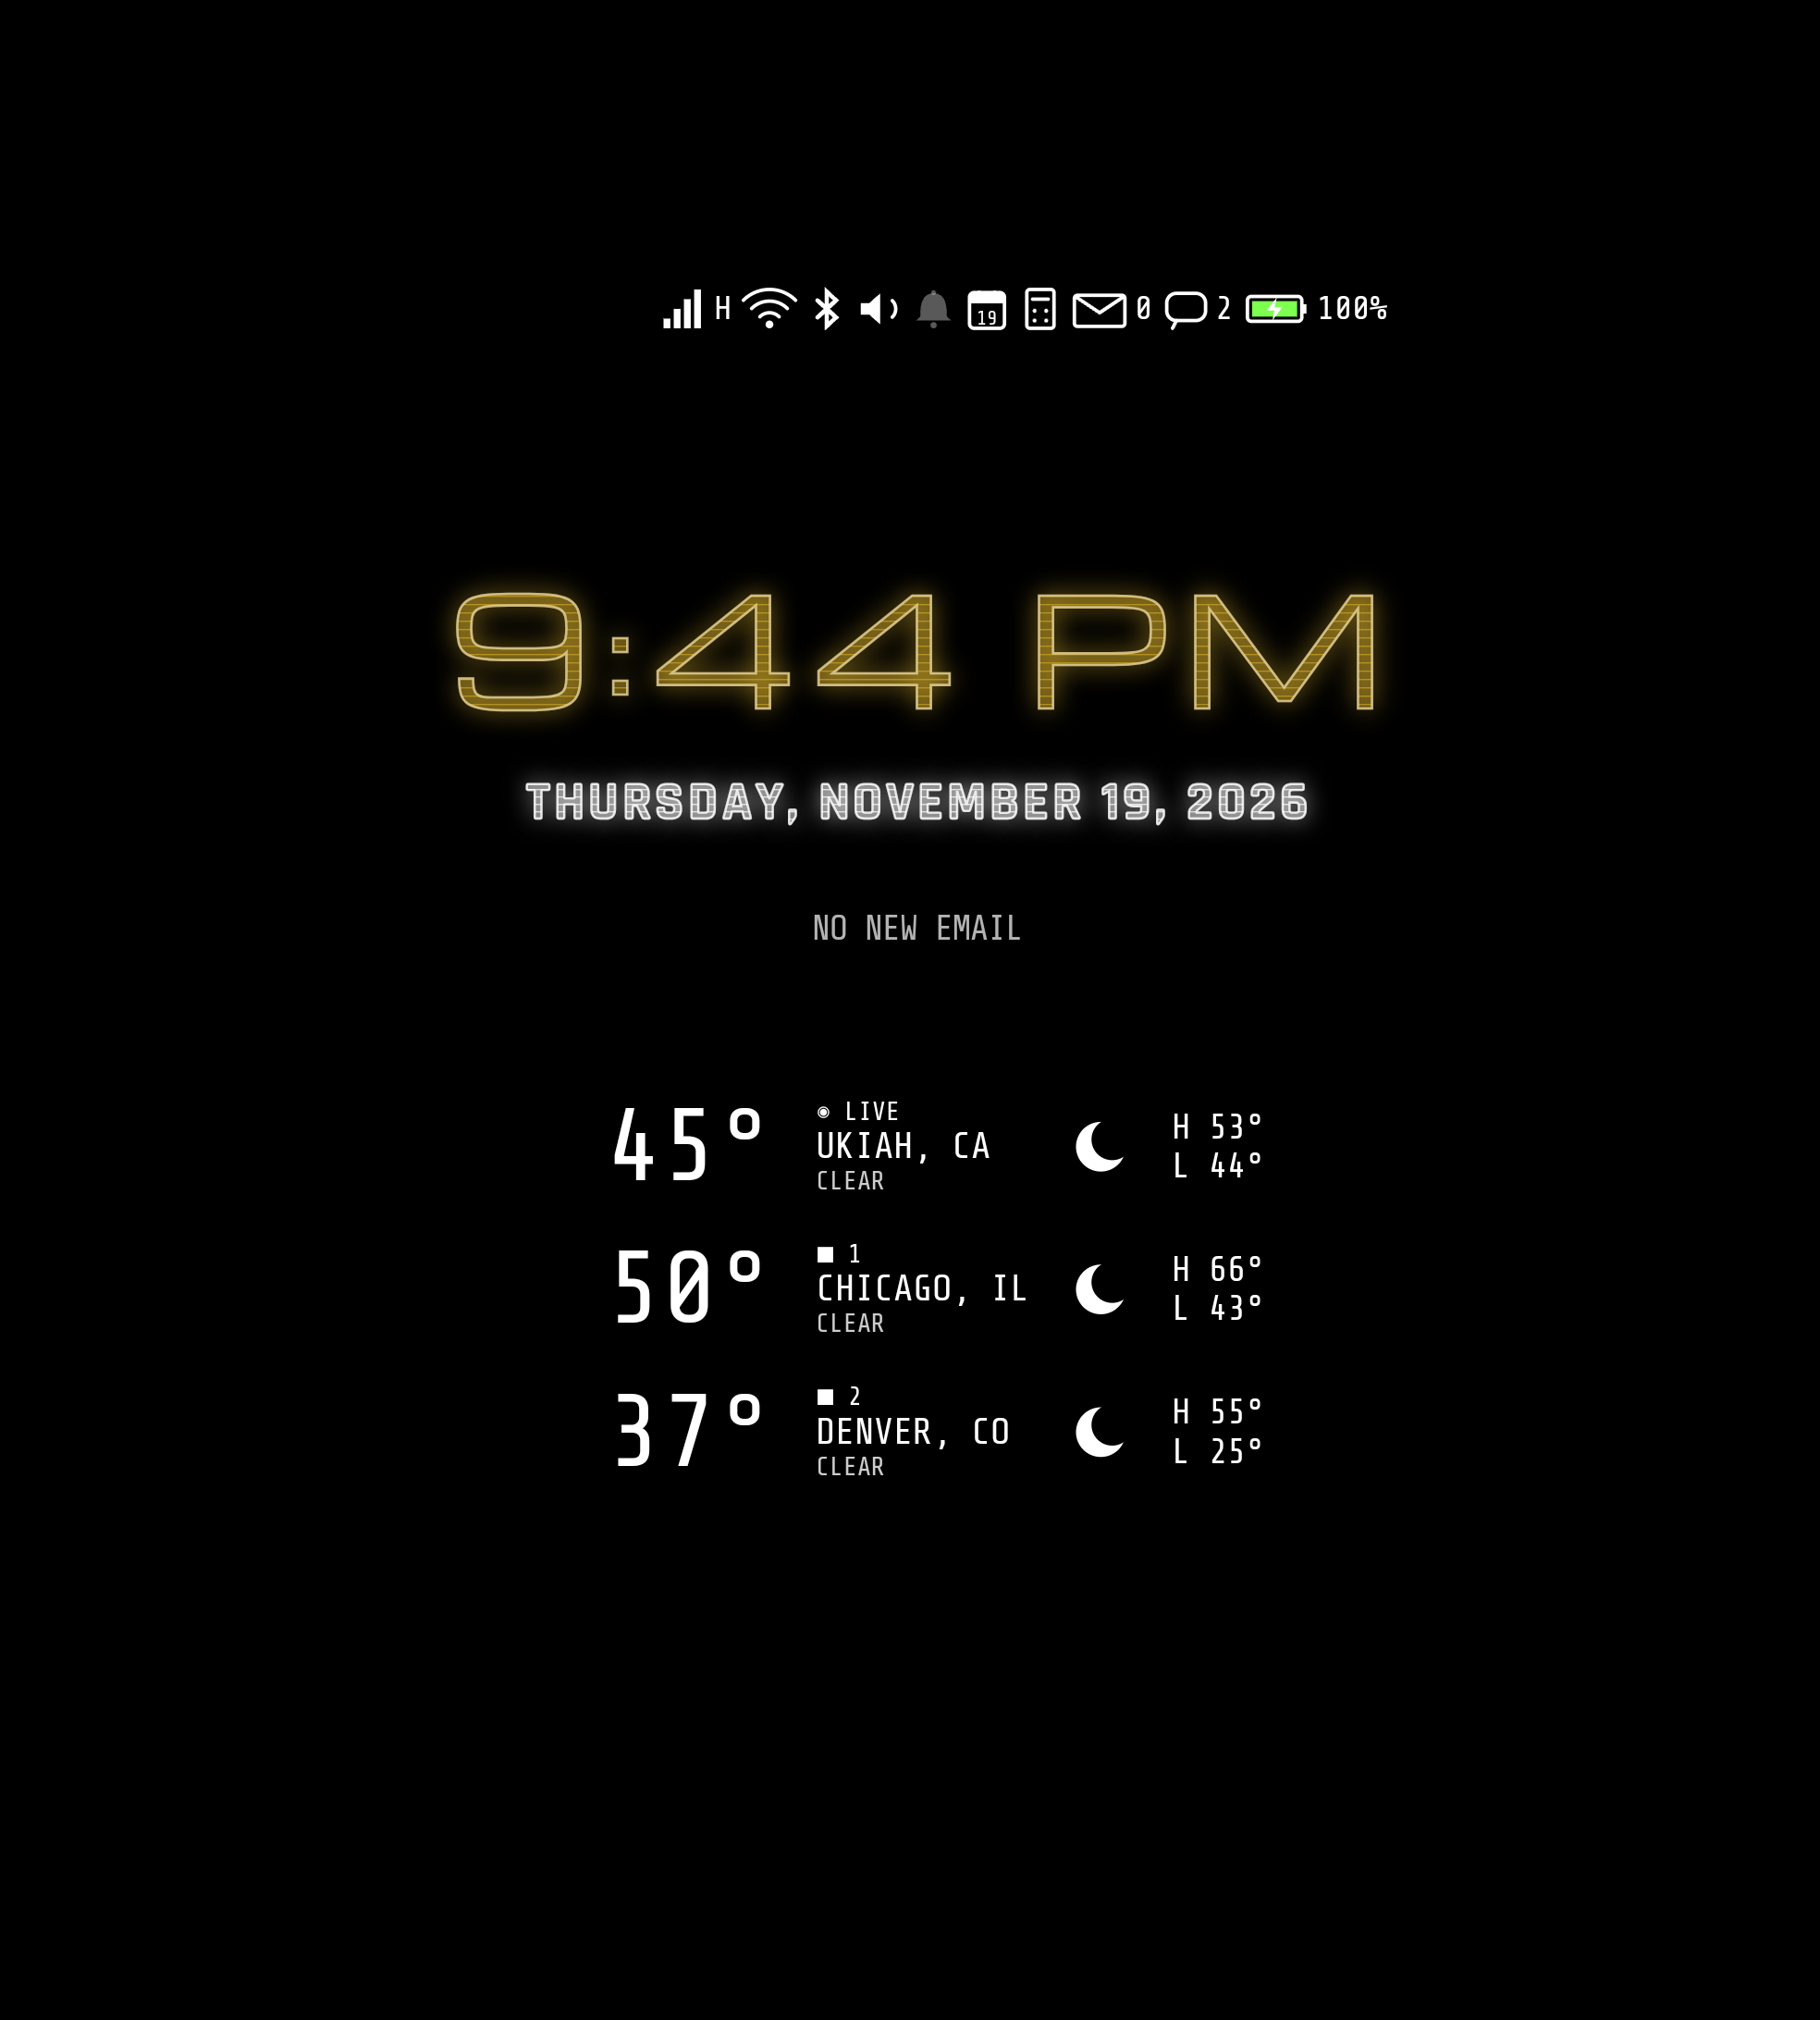 H 19 0 2 100%
9:44 PM
THURSDAY, NOVEMBER 19, 2026
NO NEW EMAIL
45°
◉ LIVE
UKIAH, CA
CLEAR
H 53°
L 44°
50°
■ 1
CHICAGO, IL
CLEAR
H 66°
L 43°
37°
■ 2
DENVER, CO
CLEAR
H 55°
L 25°